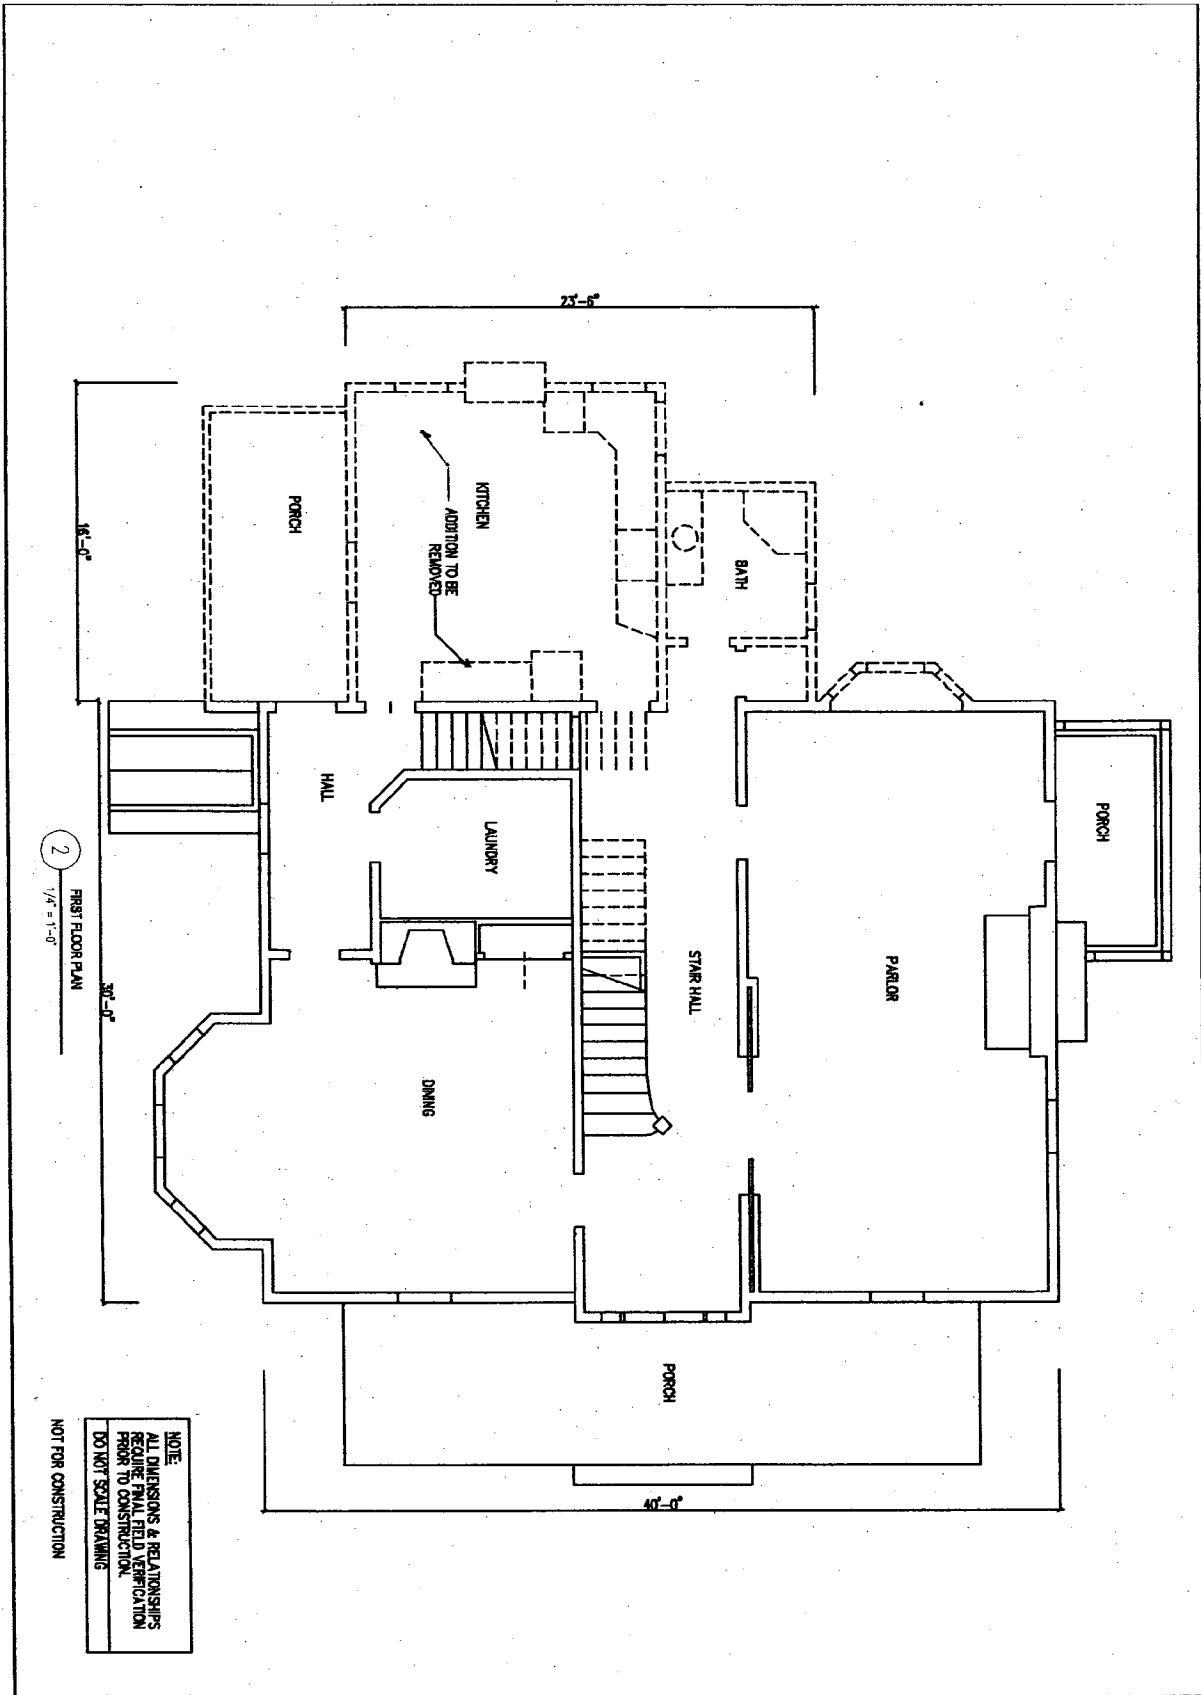 23'-6"
KITCHEN
ADDITION TO BE
REMOVED
PORCH
BATH
16'-0"
HALL
LAUNDRY
STAIR HALL
PARLOR
PORCH
DINING
30'-0"
PORCH
40'-0"
2
FIRST FLOOR PLAN
1/4" = 1'-0"
NOTE:
ALL DIMENSIONS & RELATIONSHIPS
REQUIRE FINAL FIELD VERIFICATION
PRIOR TO CONSTRUCTION.
DO NOT SCALE DRAWING
NOT FOR CONSTRUCTION